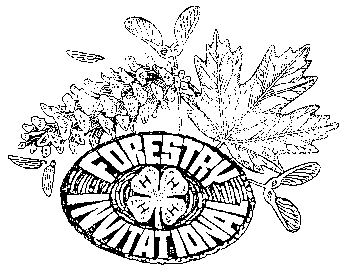 FORESTRY
H H
H H
INVITATIONAL